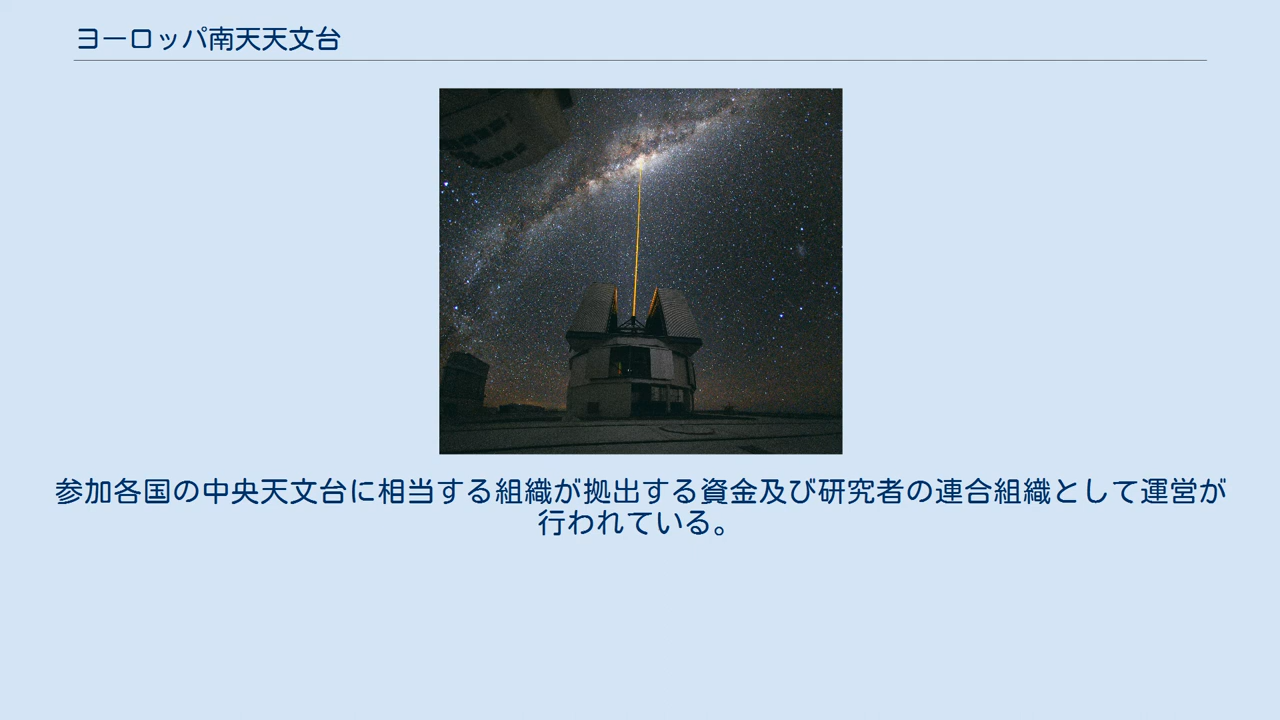 ヨーロッパ南天天文台
参加各国の中央天文台に相当する組織が拠出する資金及び研究者の連合組織として運営が
行われている。